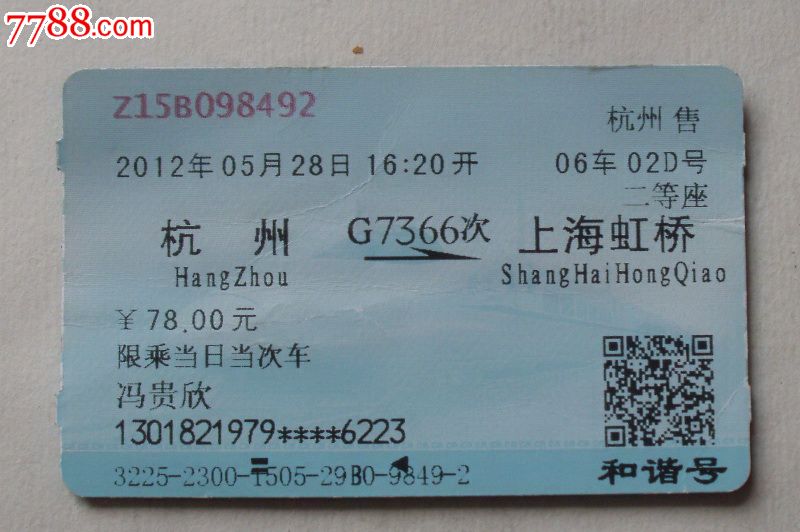 7788.com
Z15B098492
杭州 售
2012年05月28日 16:20开 06车 02D号
二等座
杭 州 G7366次 上海虹桥
HangZhou ShangHaiHongQiao
￥78.00元
限乘当日当次车
冯贵欣
1301821979****6223
3225-2300-1505-29B0-9849-2
和谐号